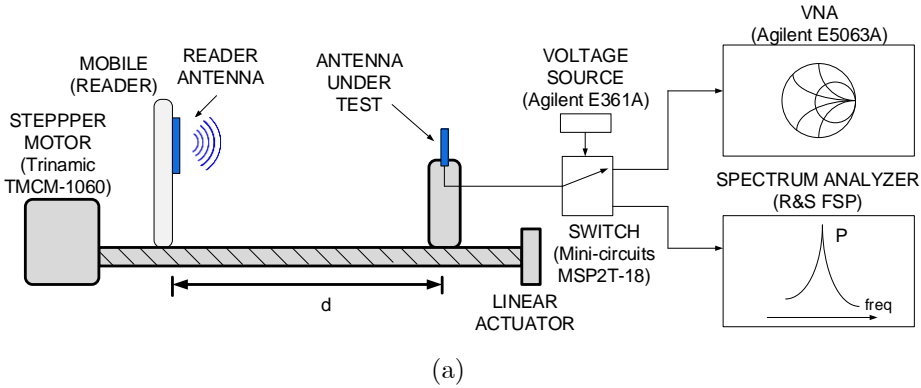 MOBILE
(READER)
READER
ANTENNA
STEPPPER
MOTOR
(Trinamic
TMCM-1060)
ANTENNA
UNDER
TEST
VOLTAGE
SOURCE
(Agilent E361A)
VNA
(Agilent E5063A)
SWITCH
(Mini-circuits
MSP2T-18)
SPECTRUM ANALYZER
(R&S FSP)
P
freq
d
LINEAR
ACTUATOR
(a)